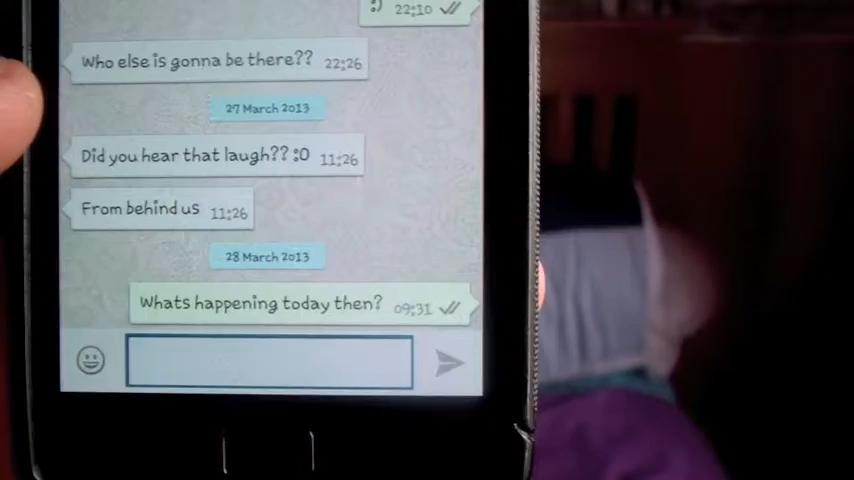 :) 22:10
Who else is gonna be there?? 22:26
27 March 2013
Did you hear that laugh?? :O 11:26
From behind us 11:26
28 March 2013
Whats happening today then? 09:31